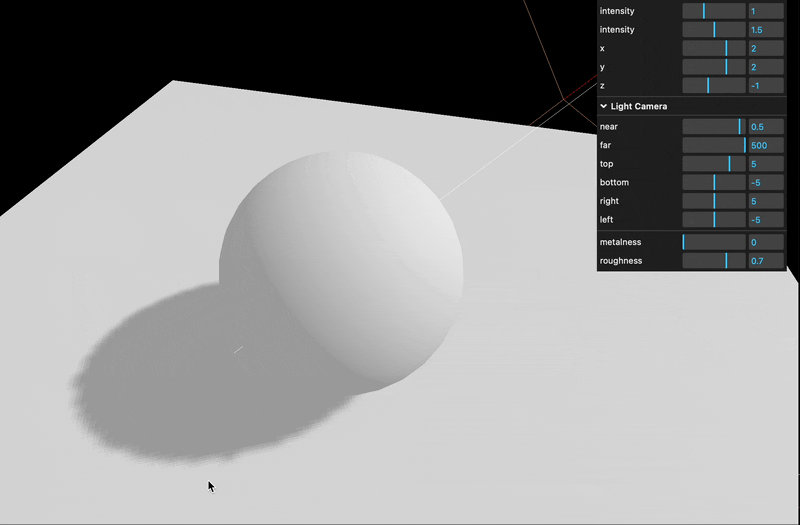 intensity 1
intensity 1.5
x 2
y 2
z -1
Light Camera
near 0.5
far 500
top 5
bottom -5
right 5
left -5
metalness 0
roughness 0.7